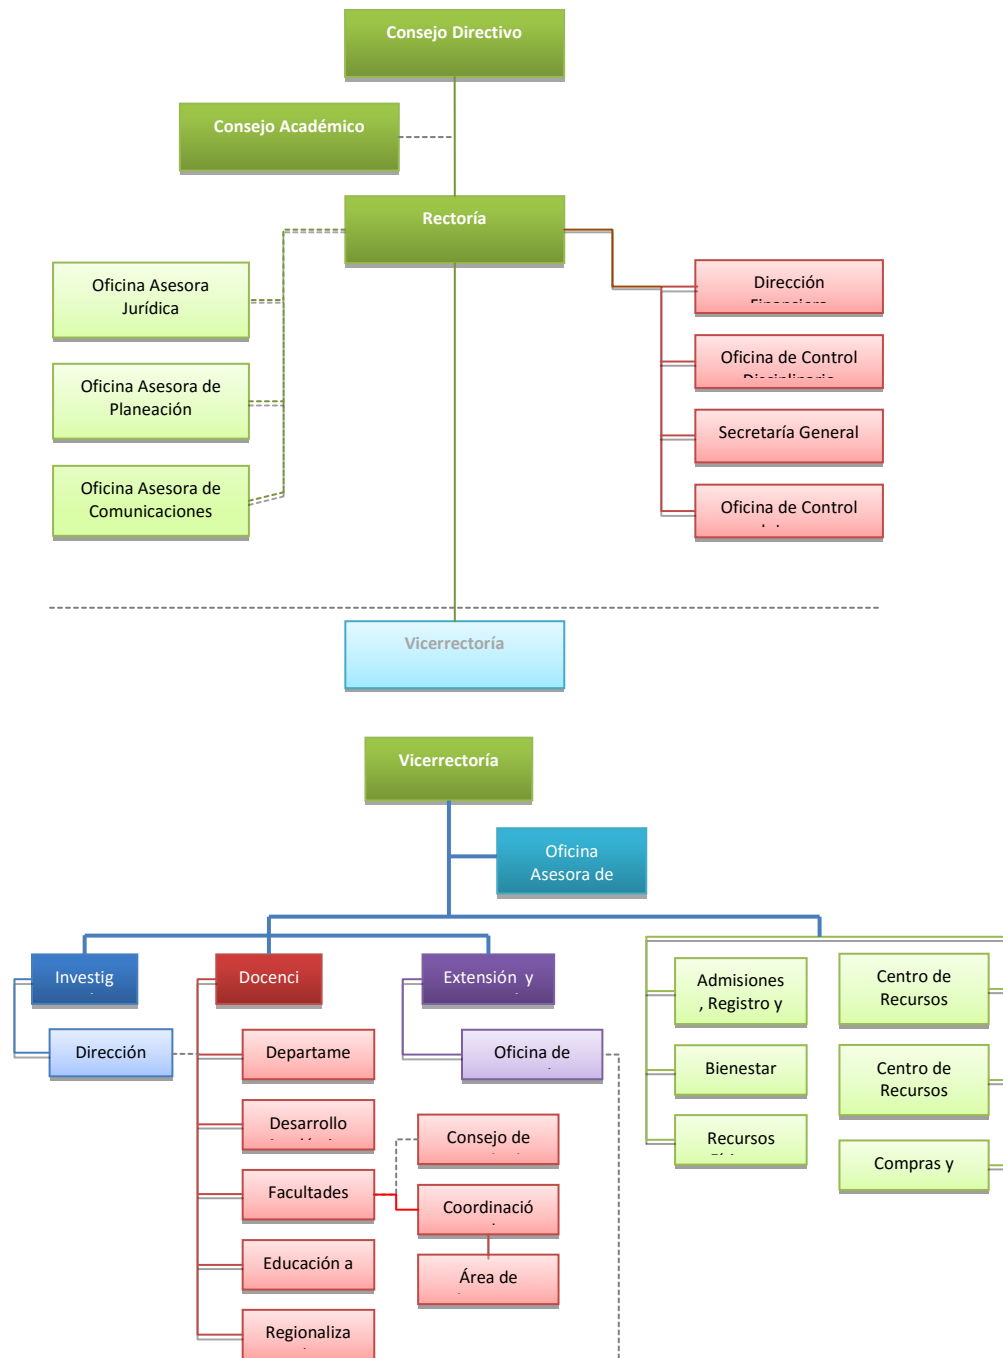 Consejo Directivo
Consejo Académico
Rectoría
Oficina Asesora
Jurídica
Dirección
Financiera
Oficina Asesora de
Planeación
Oficina de Control
Disciplinario
Secretaría General
Oficina Asesora de
Comunicaciones
Oficina de Control
Vicerrectoría
Vicerrectoría
Oficina
Asesora de
Investig
Docenci
Extensión y
Admisiones
, Registro y
Centro de
Recursos
Dirección
Departame
Oficina de
Bienestar
Centro de
Recursos
Desarrollo
Consejo de
Recursos
Compras y
Facultades
Coordinació
Educación a
Área de
Regionaliza